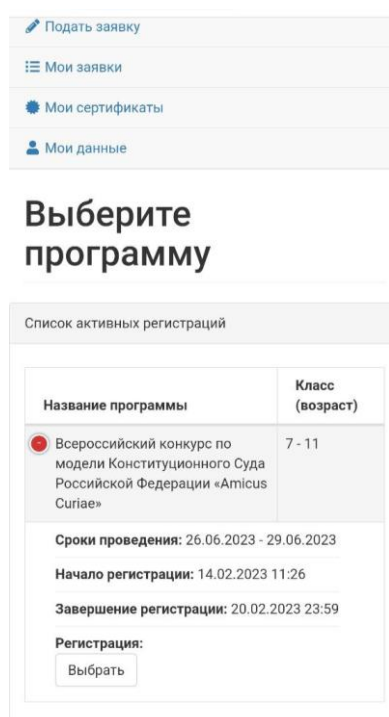 Подать заявку
Мои заявки
Мои сертификаты
Мои данные
Выберите
программу
Список активных регистраций
Класс
Название программы (возраст)
Всероссийский конкурс по 7 - 11
модели Конституционного Суда
Российской Федерации «Amicus
Curiae»
Сроки проведения: 26.06.2023 - 29.06.2023
Начало регистрации: 14.02.2023 11:26
Завершение регистрации: 20.02.2023 23:59
Регистрация:
Выбрать